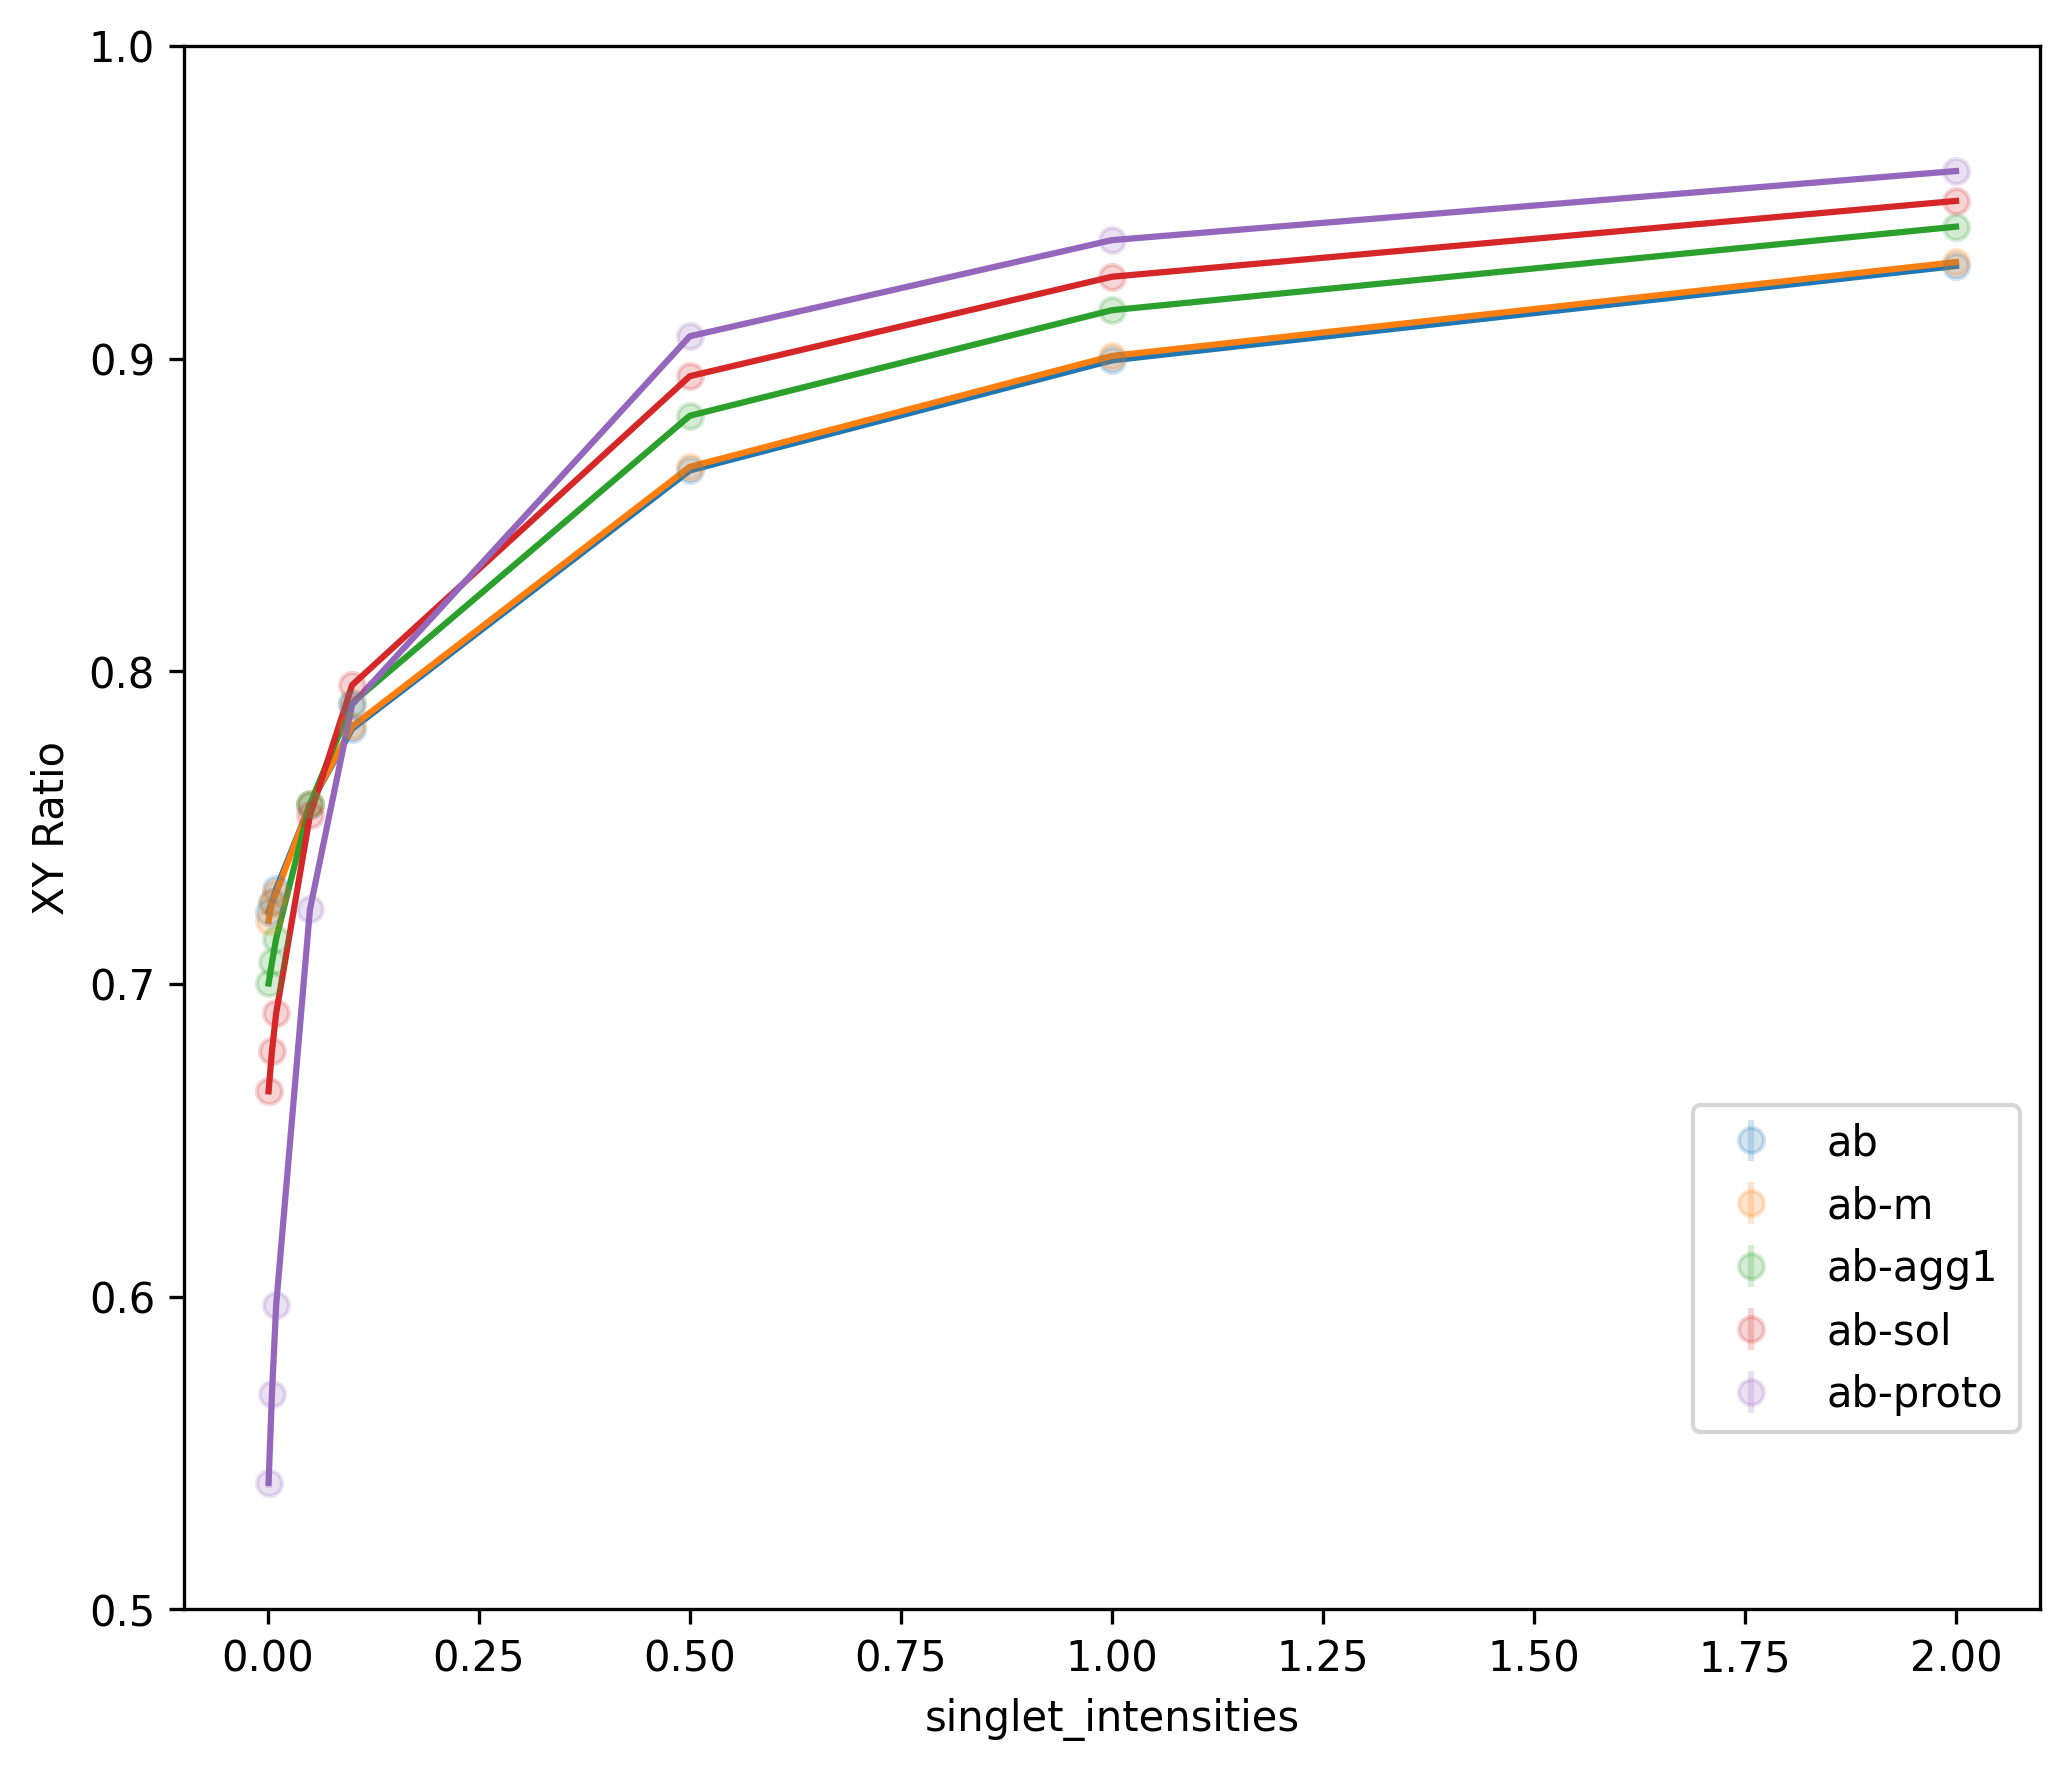 1.0
0.9
0.8
0.7
0.6
0.5
XY Ratio
0.00 0.25 0.50 0.75 1.00 1.25 1.50 1.75 2.00
singlet_intensities
ab
ab-m
ab-agg1
ab-sol
ab-proto